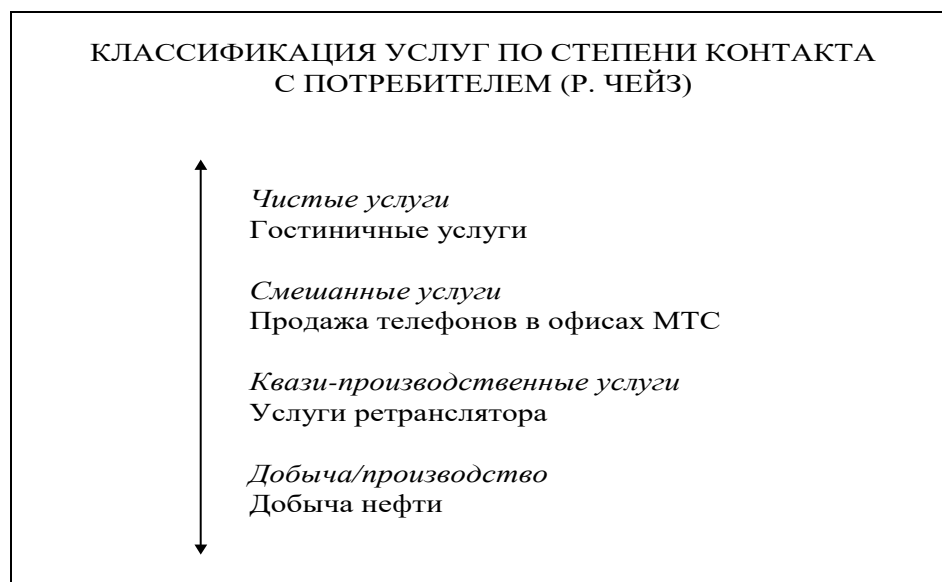 КЛАССИФИКАЦИЯ УСЛУГ ПО СТЕПЕНИ КОНТАКТА
С ПОТРЕБИТЕЛЕМ (Р. ЧЕЙЗ)
Чистые услуги
Гостиничные услуги
Смешанные услуги
Продажа телефонов в офисах МТС
Квази-производственные услуги
Услуги ретранслятора
Добыча/производство
Добыча нефти